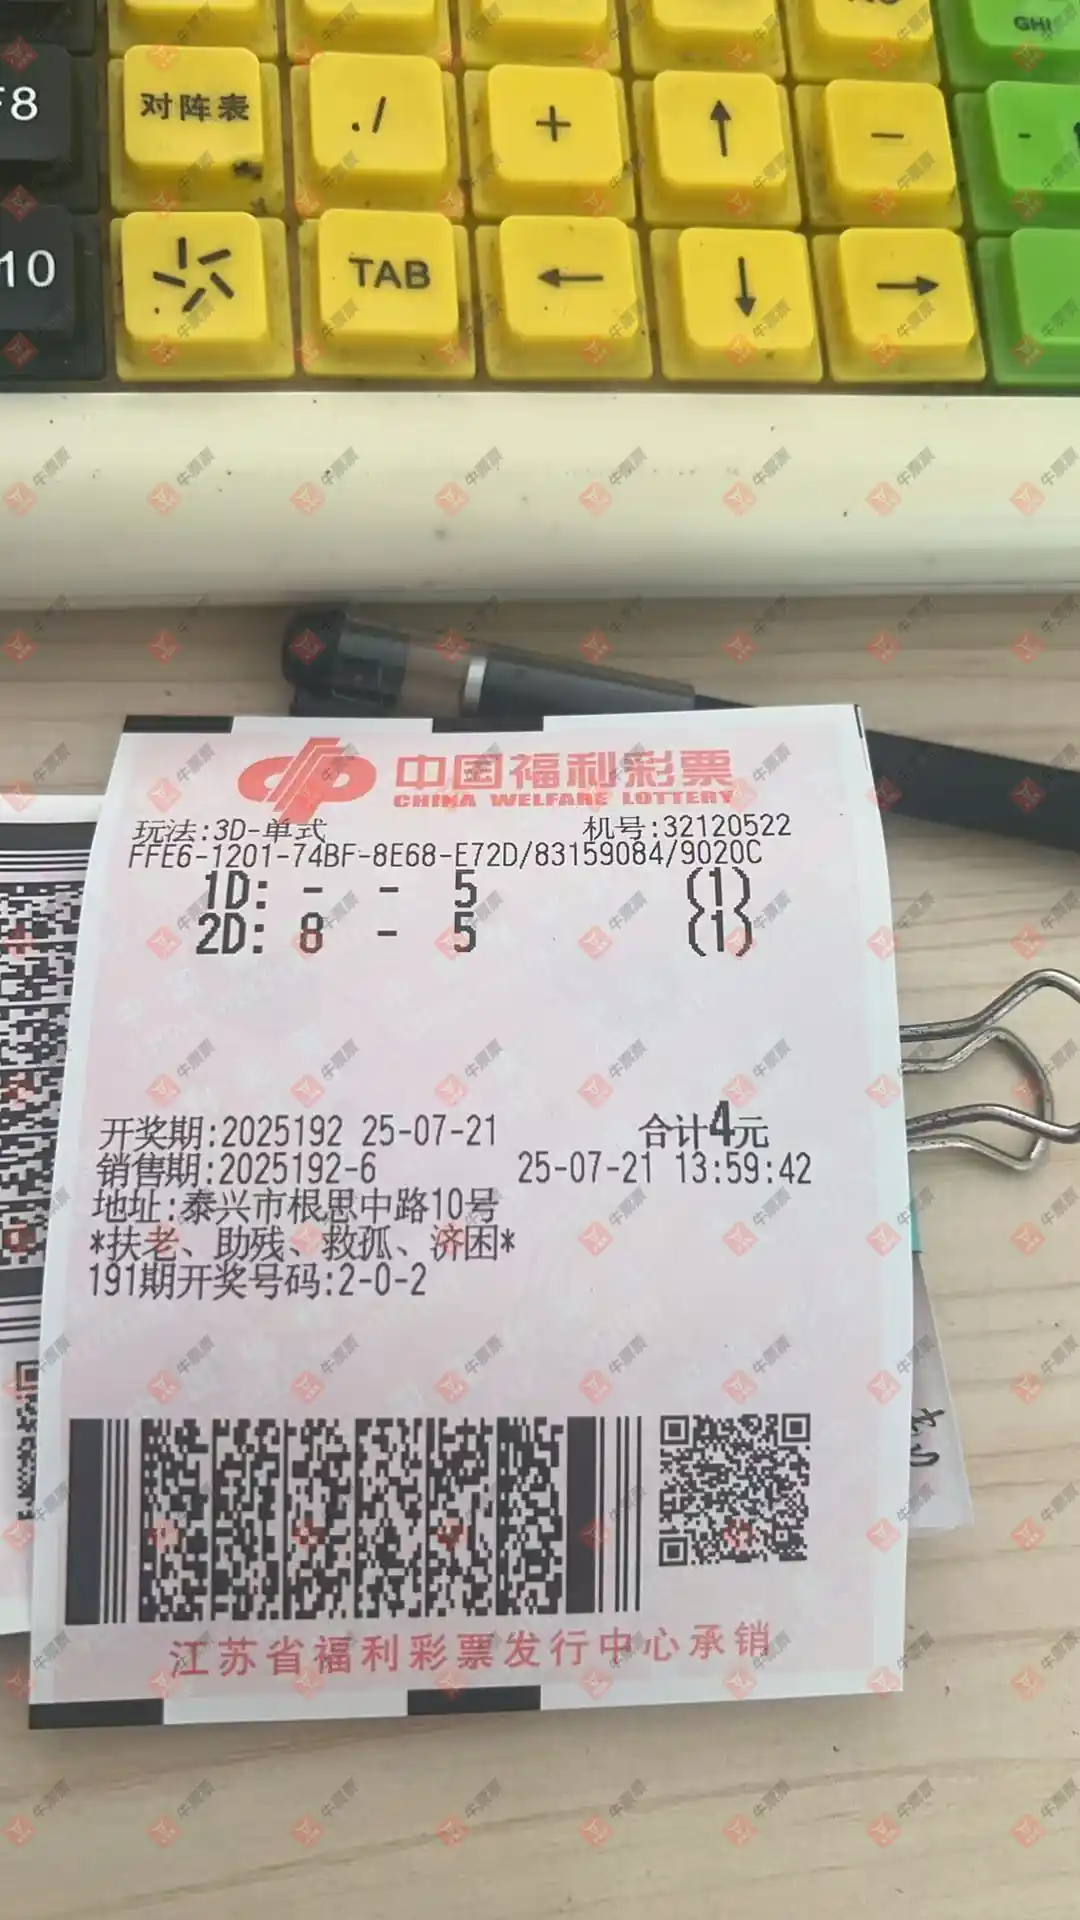 GHI
F8
对阵表
./
+
↑
—
-
10
TAB
←
↓
→
中国福利彩票
CHINA WELFARE LOTTERY
玩法:3D-单式 机号:32120522
FFE6-1201-74BF-8E68-E72D/83159084/9020C
1D: - - 5 (1)
2D: 8 - 5 (1)
开奖期:2025192 25-07-21 合计4元
销售期:2025192-6 25-07-21 13:59:42
地址:泰兴市根思中路10号
*扶老、助残、救孤、济困*
191期开奖号码:2-0-2
江苏省福利彩票发行中心承销
牛票票